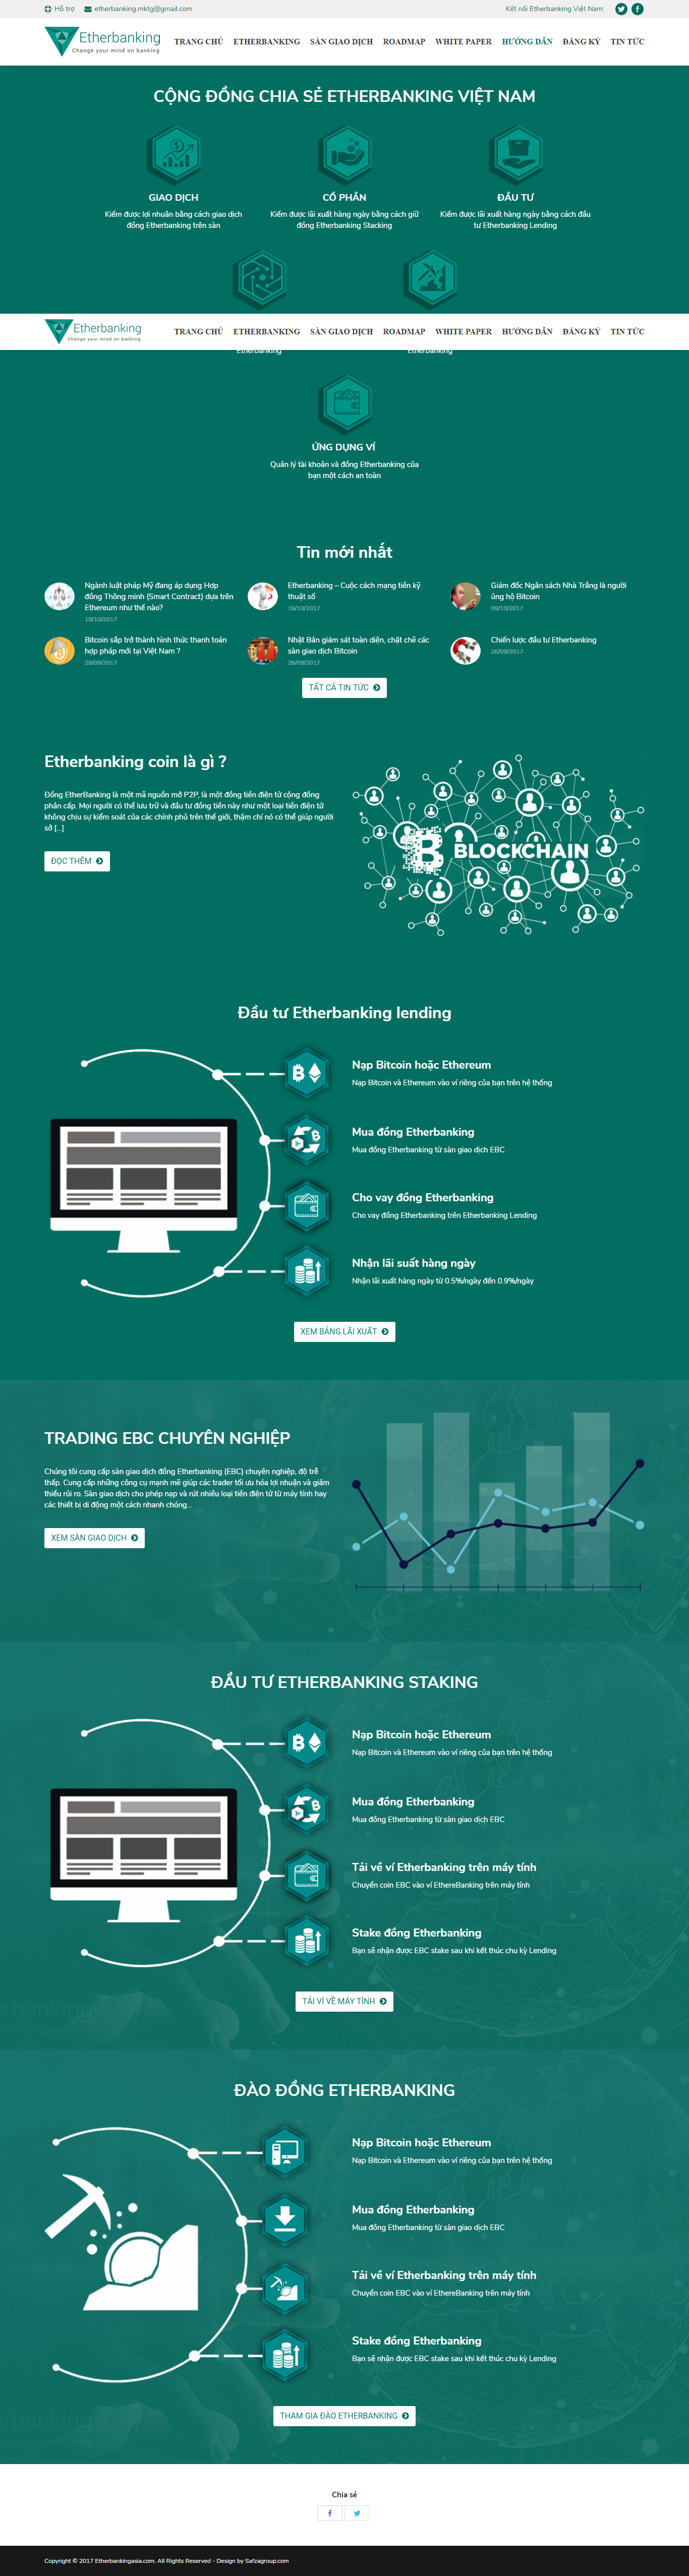 Hỗ trợ etherbanking.mktg@gmail.com Kết nối Etherbanking Việt Nam:
Etherbanking
Change your mind on banking
TRANG CHỦ ETHERBANKING SÀN GIAO DỊCH ROADMAP WHITE PAPER HƯỚNG DẪN ĐĂNG KÝ TIN TỨC
CỘNG ĐỒNG CHIA SẺ ETHERBANKING VIỆT NAM
GIAO DỊCH
Kiếm được lợi nhuân bằng cách giao dịch
đồng Etherbanking trên sàn
CỔ PHẦN
Kiếm được lãi xuất hàng ngày bằng cách giữ
đồng Etherbanking Stacking
ĐẦU TƯ
Kiếm được lãi xuất hàng ngày bằng cách đầu
tư Etherbanking Lending
Etherbanking
Change your mind on banking
TRANG CHỦ ETHERBANKING SÀN GIAO DỊCH ROADMAP WHITE PAPER HƯỚNG DẪN ĐĂNG KÝ TIN TỨC
Etherbanking
Etherbanking
ỨNG DỤNG VÍ
Quản lý tài khoản và đồng Etherbanking của
bạn một cách an toàn
Tin mới nhất
Ngành luật pháp Mỹ đang áp dụng Hợp
đồng Thông minh (Smart Contract) dựa trên
Ethereum như thế nào?
18/10/2017
Etherbanking – Cuộc cách mạng tiền kỹ
thuật số
16/10/2017
Giám đốc Ngân sách Nhà Trắng là người
ủng hộ Bitcoin
09/10/2017
Bitcoin sắp trở thành hình thức thanh toán
hợp pháp mới tại Việt Nam ?
26/09/2017
Nhật Bản giám sát toàn diện, chặt chẽ các
sàn giao dịch Bitcoin
26/09/2017
Chiến lược đầu tư Etherbanking
26/09/2017
TẤT CẢ TIN TỨC
Etherbanking coin là gì ?
Đồng EtherBanking là một mã nguồn mở P2P, là một đồng tiền điện tử cộng đồng
phân cấp. Mọi người có thể lưu trữ và đầu tư đồng tiền này như một loại tiền điện tử
không chịu sự kiểm soát của các chính phủ trên thế giới, thậm chí nó có thể giúp người
sở [...]
ĐỌC THÊM
BLOCKCHAIN
Đầu tư Etherbanking lending
Nạp Bitcoin hoặc Ethereum
Nạp Bitcoin và Ethereum vào ví riêng của bạn trên hệ thống
Mua đồng Etherbanking
Mua đồng Etherbanking từ sàn giao dịch EBC
Cho vay đồng Etherbanking
Cho vay đồng Etherbanking trên Etherbanking Lending
Nhận lãi suất hàng ngày
Nhận lãi xuất hàng ngày từ 0.5%/ngày đến 0.9%/ngày
XEM BẢNG LÃI XUẤT
TRADING EBC CHUYÊN NGHIỆP
Chúng tôi cung cấp sàn giao dịch đồng Etherbanking (EBC) chuyên nghiệp, độ trễ
thấp. Cung cấp những công cụ mạnh mẽ giúp các trader tối ưu hóa lợi nhuận và giảm
thiểu rủi ro. Sàn giao dịch cho phép nạp và rút nhiều loại tiền điện tử từ máy tính hay
các thiết bị di động một cách nhanh chóng...
XEM SÀN GIAO DỊCH
ĐẦU TƯ ETHERBANKING STAKING
Nạp Bitcoin hoặc Ethereum
Nạp Bitcoin và Ethereum vào ví riêng của bạn trên hệ thống
Mua đồng Etherbanking
Mua đồng Etherbanking từ sàn giao dịch EBC
Tải về ví Etherbanking trên máy tính
Chuyển coin EBC vào ví EthereBanking trên máy tính
Stake đồng Etherbanking
Bạn sẽ nhận được EBC stake sau khi kết thúc chu kỳ Lending
erbanking
TẢI VÍ VỀ MÁY TÍNH
ĐÀO ĐỒNG ETHERBANKING
Nạp Bitcoin hoặc Ethereum
Nạp Bitcoin và Ethereum vào ví riêng của bạn trên hệ thống
Mua đồng Etherbanking
Mua đồng Etherbanking từ sàn giao dịch EBC
Tải về ví Etherbanking trên máy tính
Chuyển coin EBC vào ví EthereBanking trên máy tính
Stake đồng Etherbanking
Bạn sẽ nhận được EBC stake sau khi kết thúc chu kỳ Lending
erbanking
THAM GIA ĐÀO ETHERBANKING
Chia sẻ
Copyright © 2017 Etherbankingasia.com. All Rights Reserved - Design by Safzagroup.com